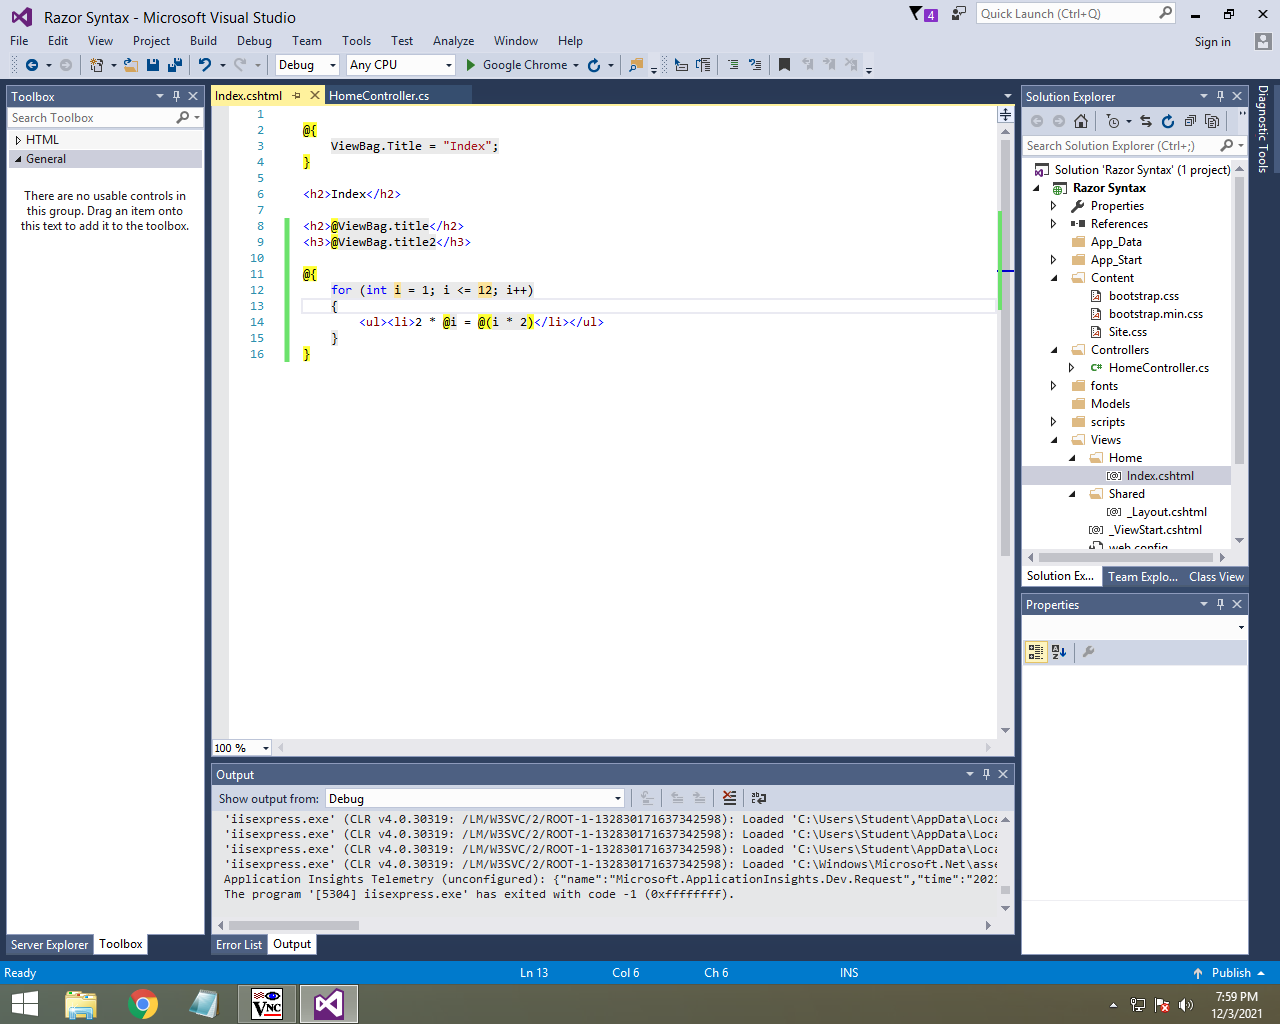 Razor Syntax - Microsoft Visual Studio
4
Quick Launch (Ctrl+Q)
File Edit View Project Build Debug Team Tools Test Analyze Window Help
Sign in
Debug Any CPU Google Chrome
Toolbox
Search Toolbox
HTML
General
There are no usable controls in
this group. Drag an item onto
this text to add it to the toolbox.
Server Explorer Toolbox
Index.cshtml HomeController.cs
1
2 @{
3 ViewBag.Title = "Index";
4 }
5
6 <h2>Index</h2>
7
8 <h2>@ViewBag.title</h2>
9 <h3>@ViewBag.title2</h3>
10
11 @{
12 for (int i = 1; i <= 12; i++)
13 {
14 <ul><li>2 * @i = @(i * 2)</li></ul>
15 }
16 }
100 %
Output
Show output from: Debug
'iisexpress.exe' (CLR v4.0.30319: /LM/W3SVC/2/ROOT-1-132830171637342598): Loaded 'C:\Users\Student\AppData\Loca
'iisexpress.exe' (CLR v4.0.30319: /LM/W3SVC/2/ROOT-1-132830171637342598): Loaded 'C:\Users\Student\AppData\Loca
'iisexpress.exe' (CLR v4.0.30319: /LM/W3SVC/2/ROOT-1-132830171637342598): Loaded 'C:\Users\Student\AppData\Loca
'iisexpress.exe' (CLR v4.0.30319: /LM/W3SVC/2/ROOT-1-132830171637342598): Loaded 'C:\Windows\Microsoft.Net\asse
Application Insights Telemetry (unconfigured): {"name":"Microsoft.ApplicationInsights.Dev.Request","time":"2021
The program '[5304] iisexpress.exe' has exited with code -1 (0xffffffff).
Error List Output
Solution Explorer
Search Solution Explorer (Ctrl+;)
Solution 'Razor Syntax' (1 project)
Razor Syntax
Properties
References
App_Data
App_Start
Content
bootstrap.css
bootstrap.min.css
Site.css
Controllers
C# HomeController.cs
fonts
Models
scripts
Views
Home
Index.cshtml
Shared
_Layout.cshtml
_ViewStart.cshtml
web.config
Solution Ex... Team Explo... Class View
Properties
Diagnostic Tools
Ready Ln 13 Col 6 Ch 6 INS Publish
VNC
7:59 PM
12/3/2021